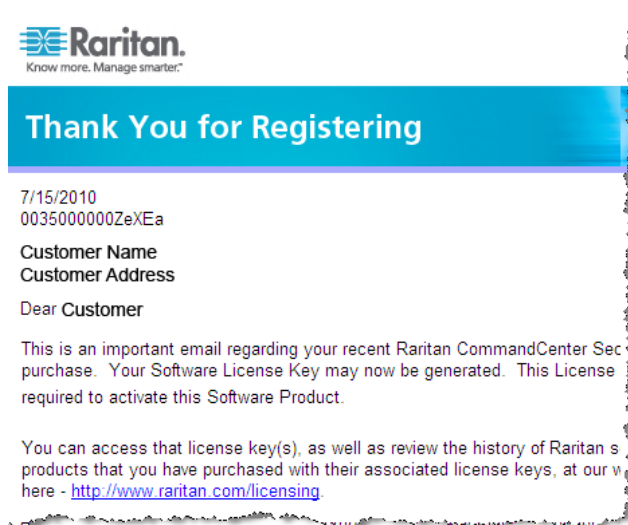 Raritan.
Know more. Manage smarter.™
Thank You for Registering
7/15/2010
0035000000ZeXEa
Customer Name
Customer Address
Dear Customer
This is an important email regarding your recent Raritan CommandCenter Sec
purchase. Your Software License Key may now be generated. This License
required to activate this Software Product.
You can access that license key(s), as well as review the history of Raritan s
products that you have purchased with their associated license keys, at our w
here - http://www.raritan.com/licensing.